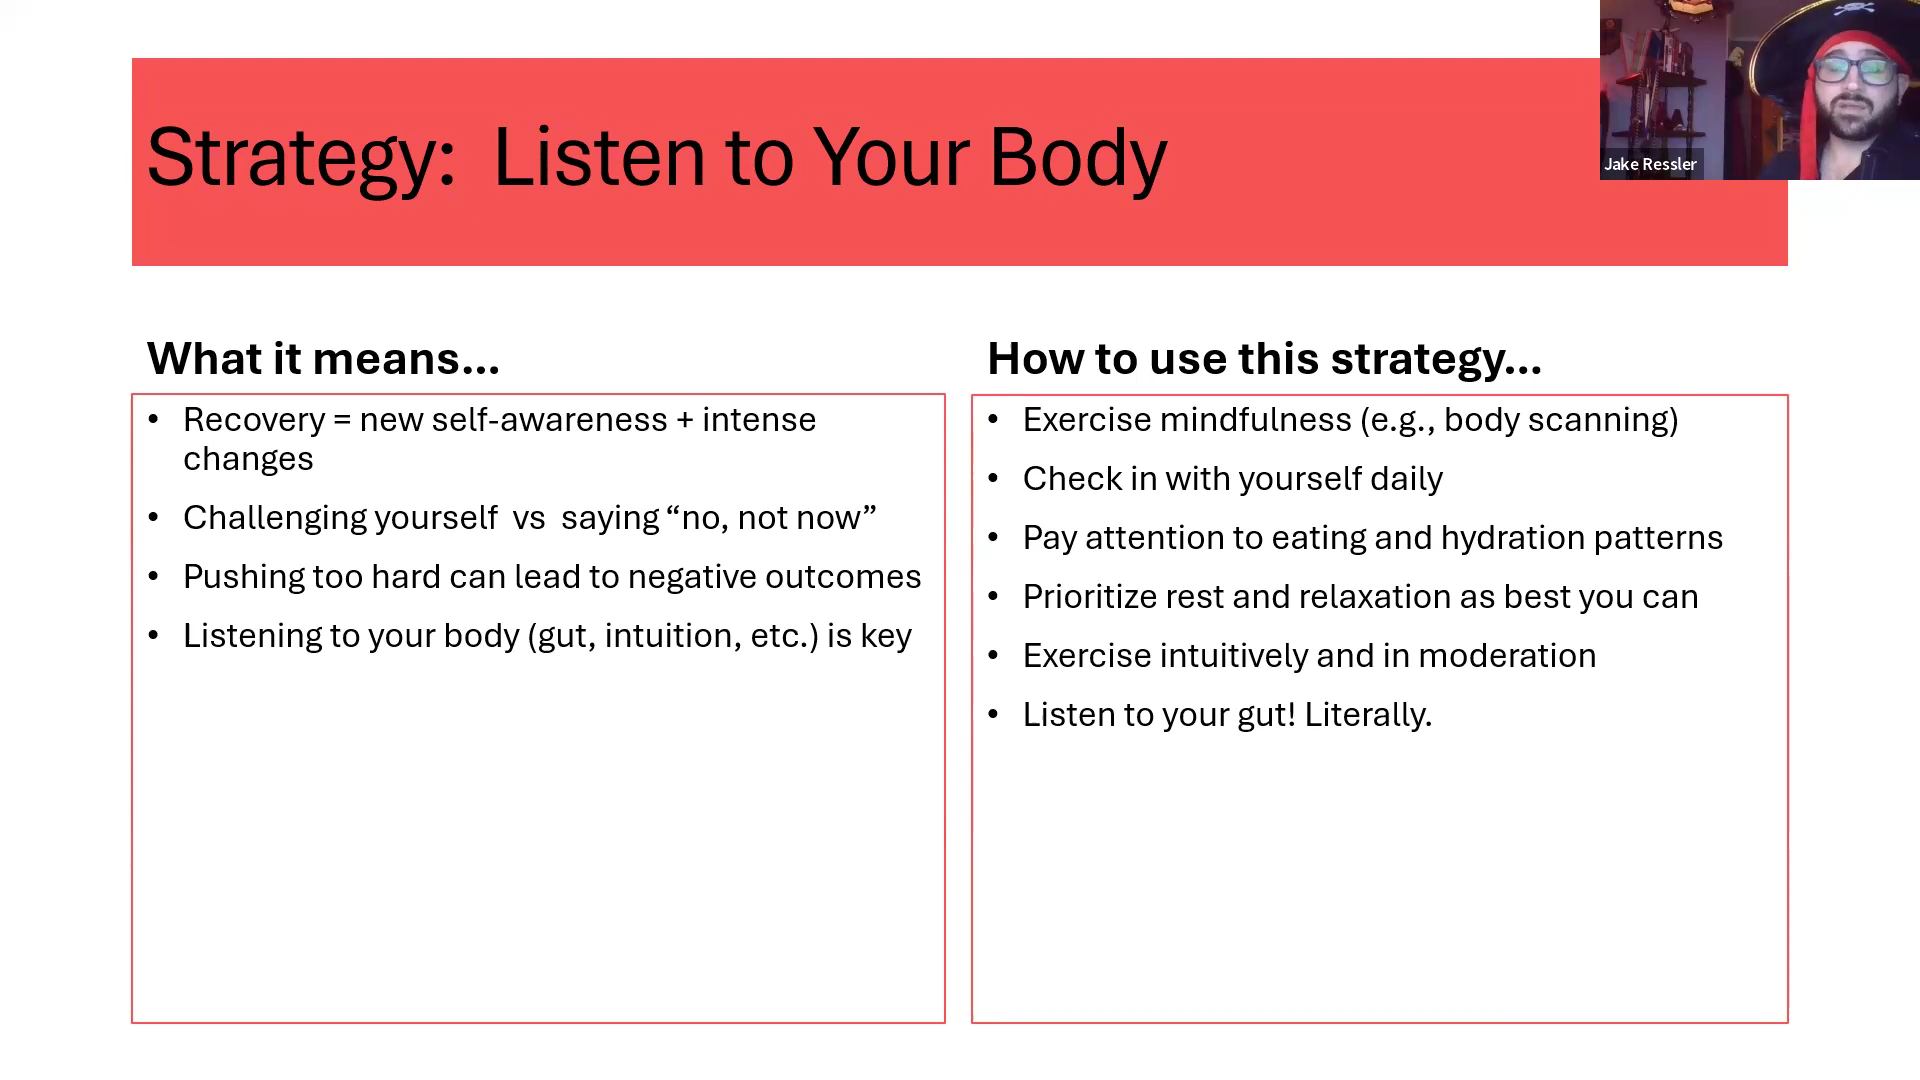 Strategy:  Listen to Your Body
Jake Ressler
What it means...
• Recovery = new self-awareness + intense
changes
• Challenging yourself  vs  saying “no, not now”
• Pushing too hard can lead to negative outcomes
• Listening to your body (gut, intuition, etc.) is key
How to use this strategy...
• Exercise mindfulness (e.g., body scanning)
• Check in with yourself daily
• Pay attention to eating and hydration patterns
• Prioritize rest and relaxation as best you can
• Exercise intuitively and in moderation
• Listen to your gut! Literally.